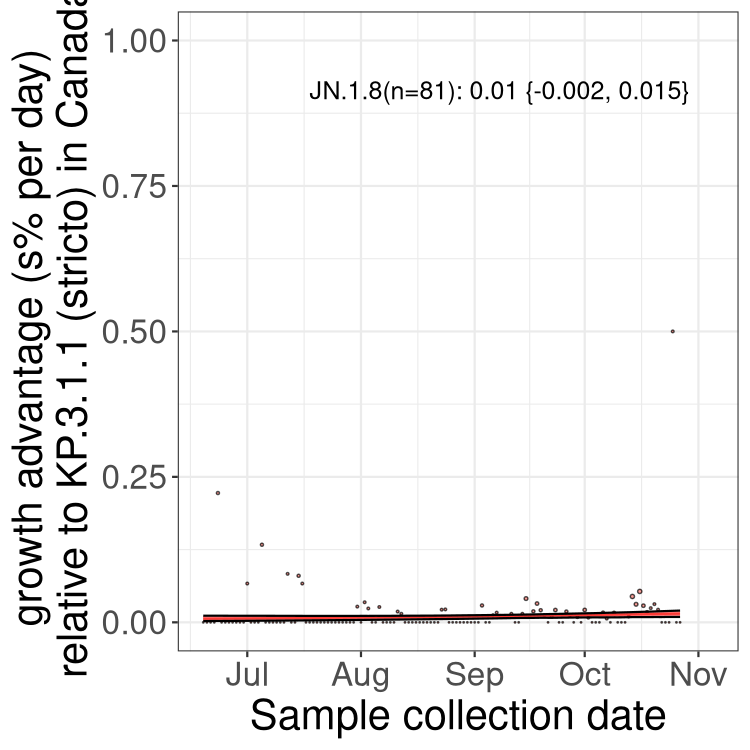 growth advantage (s% per day)
relative to KP.3.1.1 (stricto) in Canada
1.00
0.75
0.50
0.25
0.00
JN.1.8(n=81): 0.01 {-0.002, 0.015}
Jul Aug Sep Oct Nov
Sample collection date